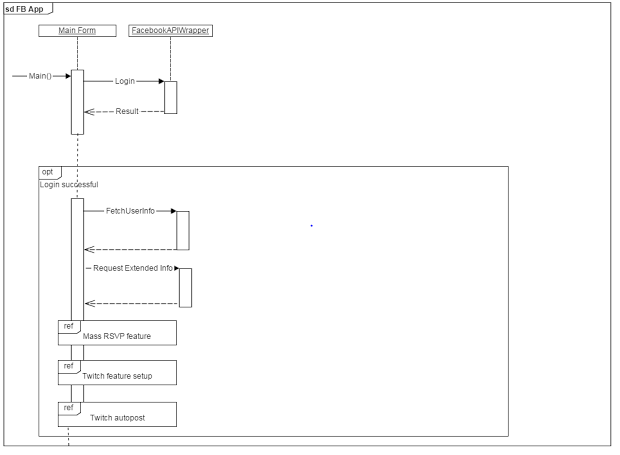 sd FB App
Main Form
FacebookAPIWrapper
Main()
Login
Result
opt
Login successful
FetchUserInfo
Request Extended Info
ref
Mass RSVP feature
ref
Twitch feature setup
ref
Twitch autopost